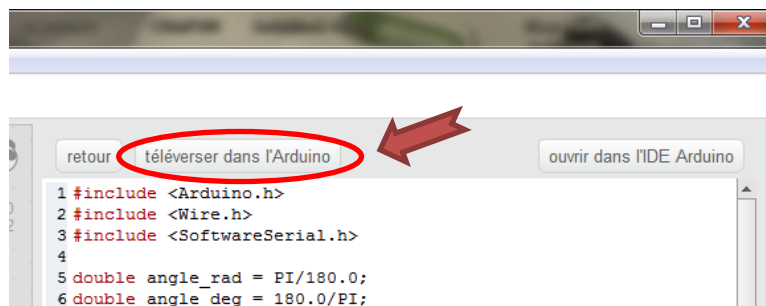 retour téléverser dans l'Arduino ouvrir dans l'IDE Arduino
1 #include <Arduino.h>
2 #include <Wire.h>
3 #include <SoftwareSerial.h>
4
5 double angle_rad = PI/180.0;
6 double angle_deg = 180.0/PI;